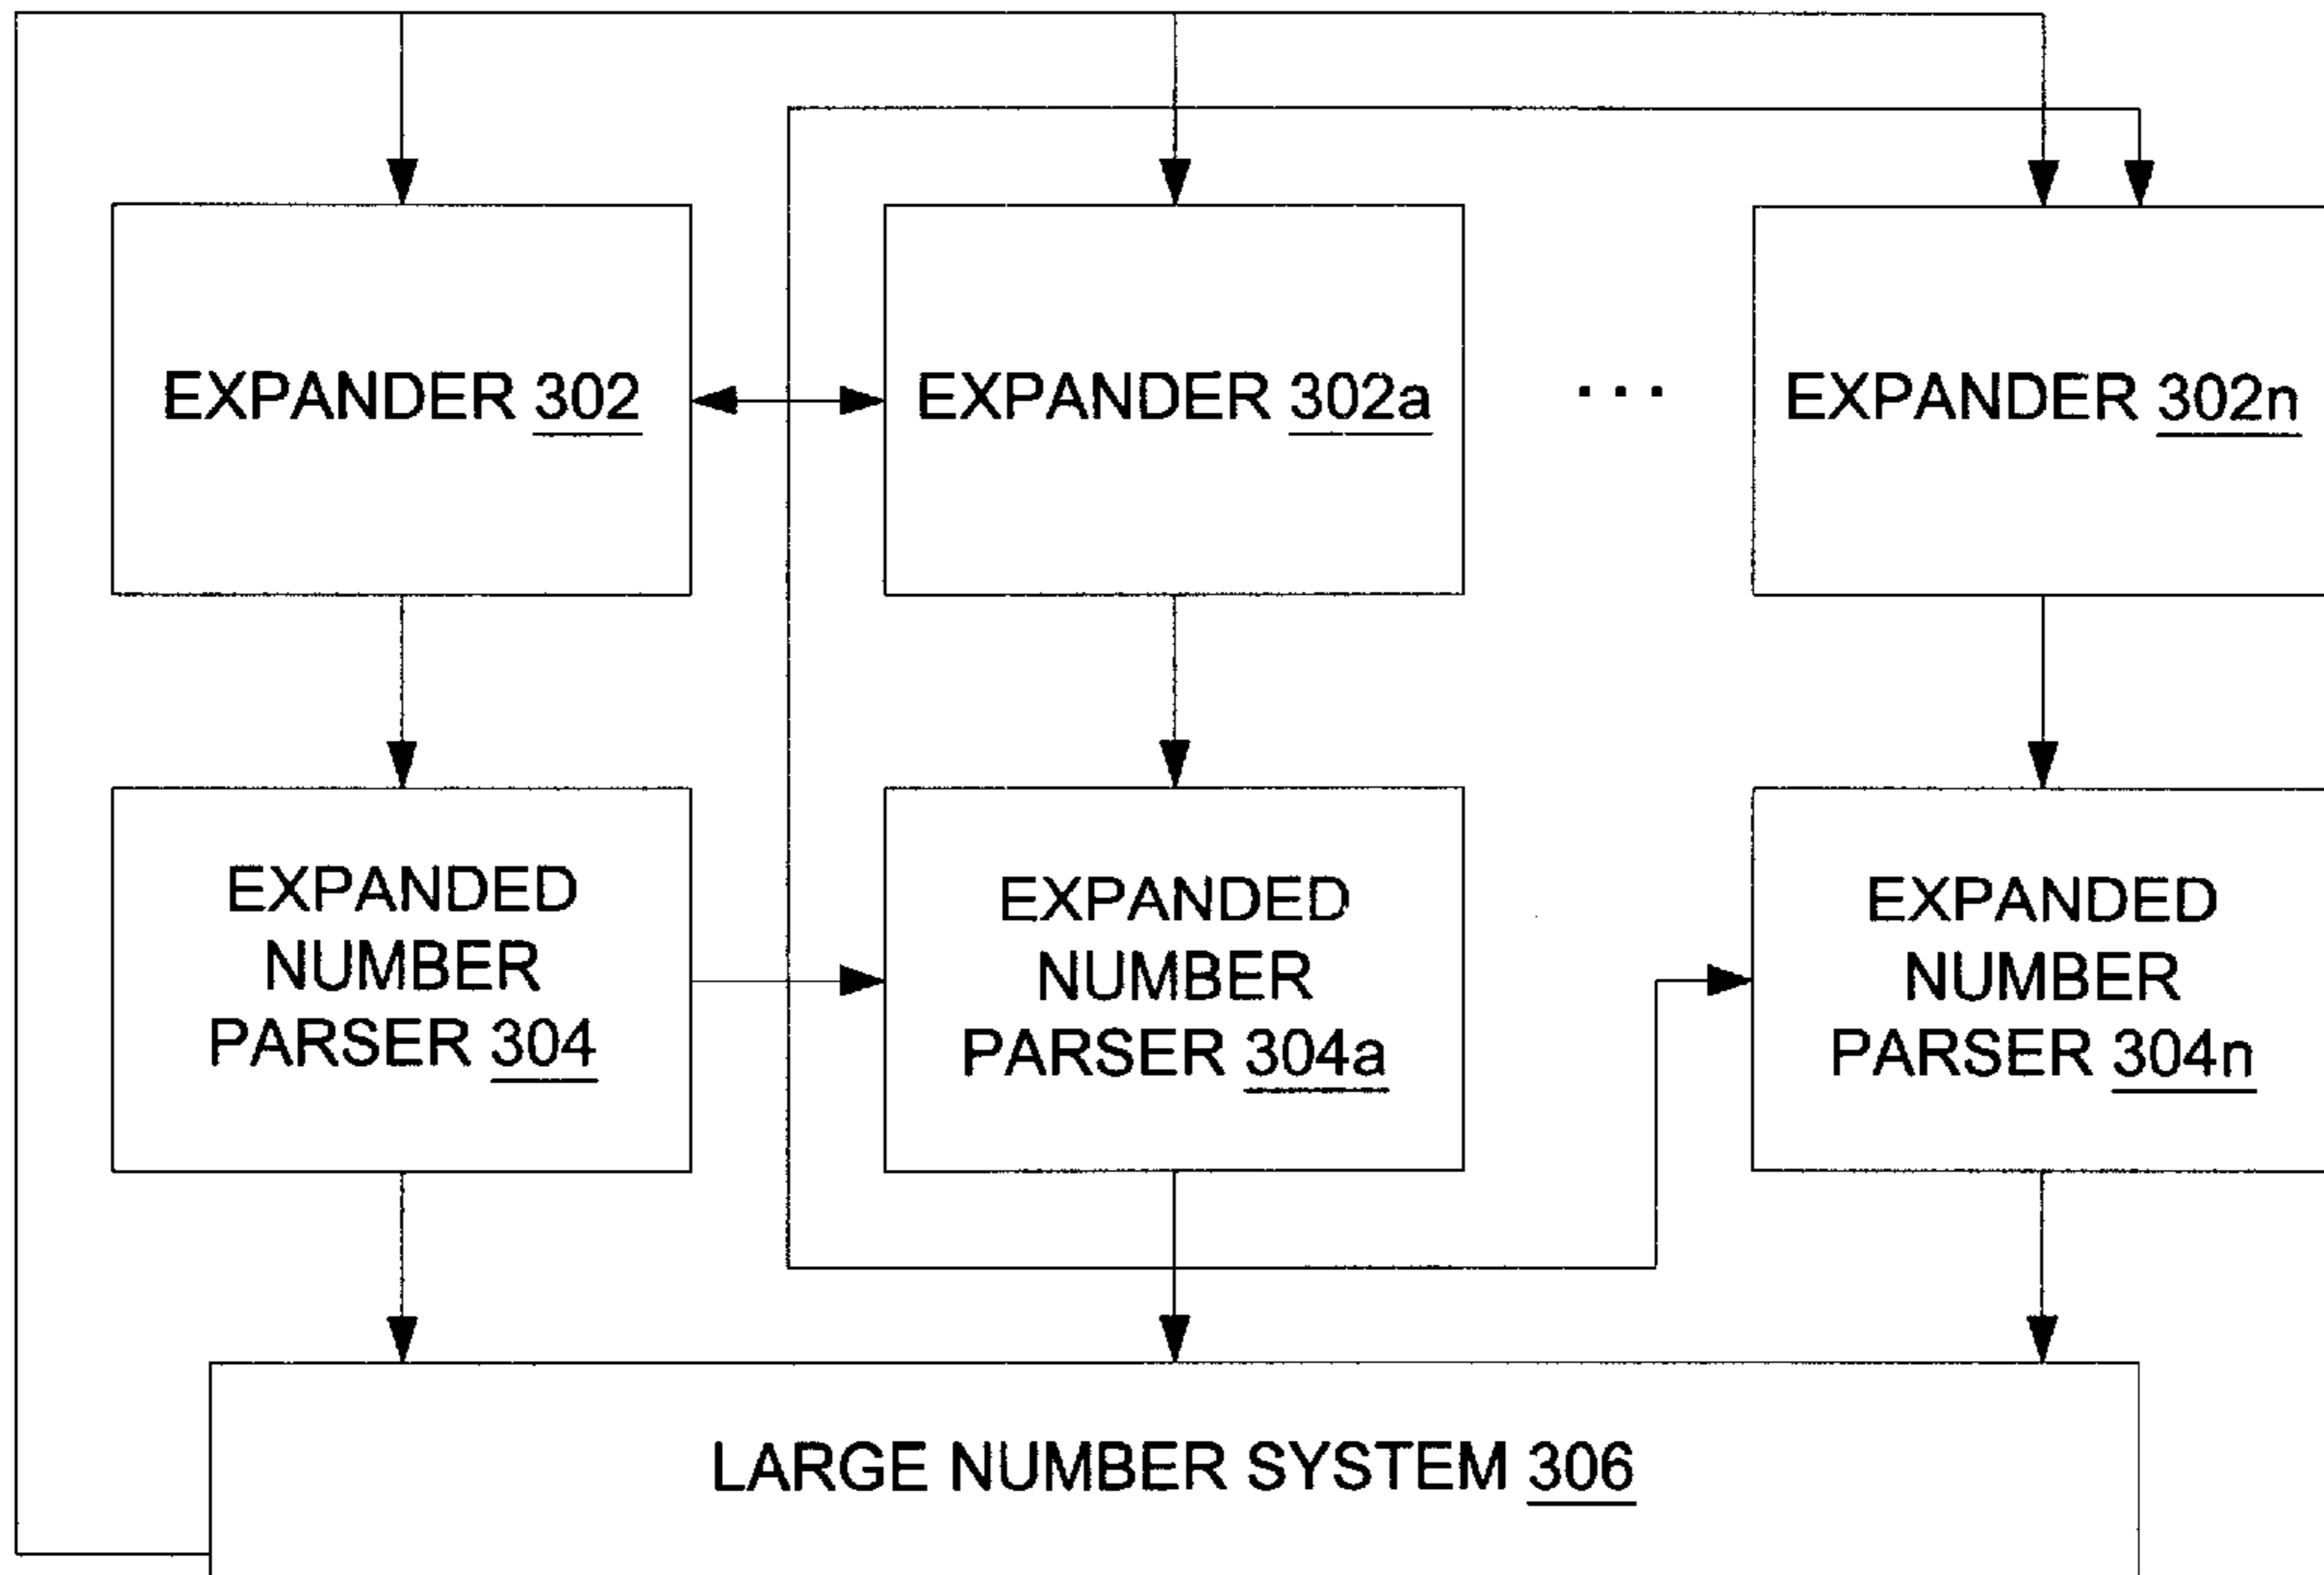 EXPANDER 302
EXPANDER 302a
...
EXPANDER 302n
EXPANDED
NUMBER
PARSER 304
EXPANDED
NUMBER
PARSER 304a
EXPANDED
NUMBER
PARSER 304n
LARGE NUMBER SYSTEM 306